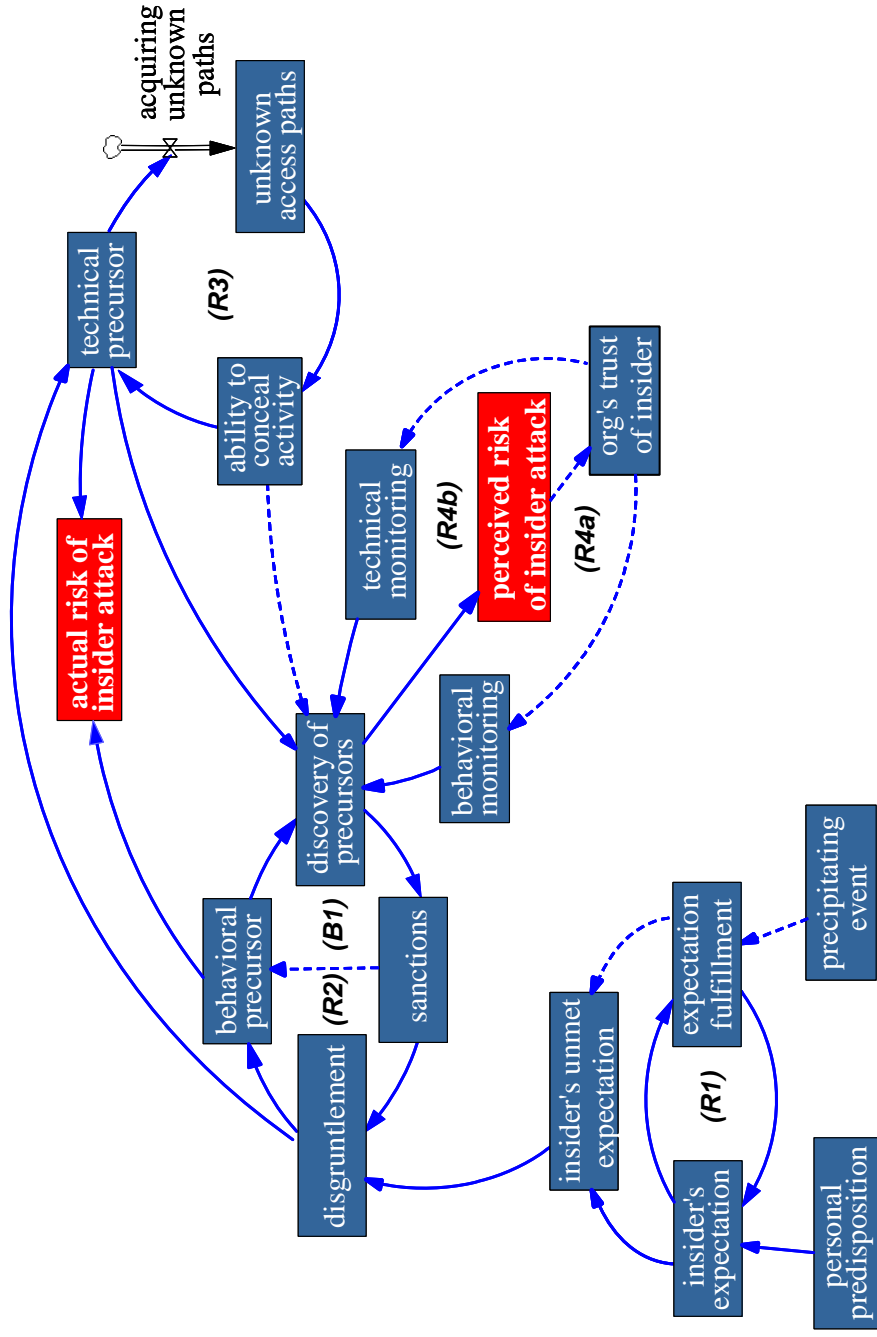 actual risk of
insider attack
technical
precursor
acquiring
unknown
paths
behavioral
precursor
(R3)
ability to
conceal
activity
unknown
access paths
disgruntlement
(R2)
(B1)
discovery of
precursors
sanctions
technical
monitoring
behavioral
monitoring
(R4b)
perceived risk
of insider attack
(R4a)
org's trust
of insider
insider's unmet
expectation
insider's
expectation
(R1)
expectation
fulfillment
personal
predisposition
precipitating
event